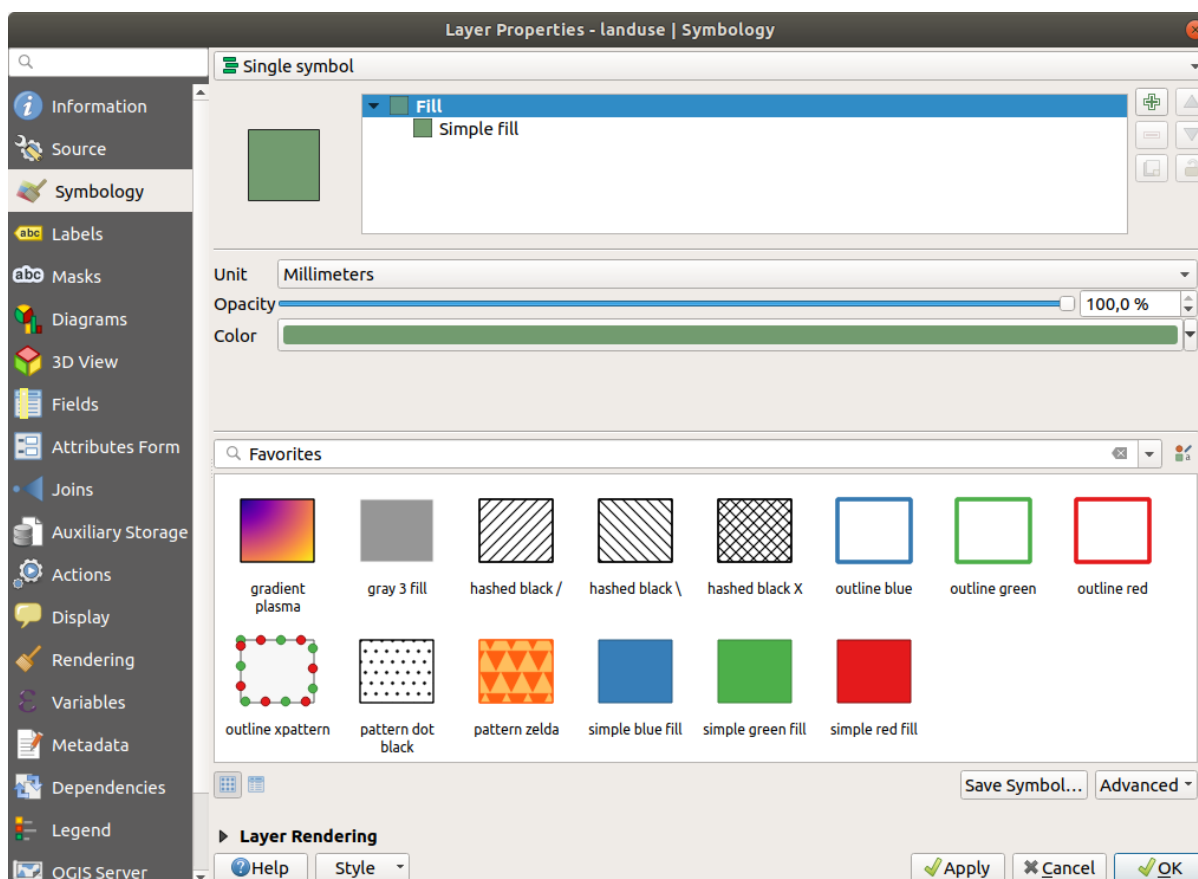 Layer Properties - landuse | Symbology
Information
Source
Symbology
abc Labels
abc Masks
Diagrams
3D View
Fields
Attributes Form
Joins
Auxiliary Storage
Actions
Display
Rendering
Variables
Metadata
Dependencies
Legend
QGIS Server
Single symbol
Fill
Simple fill
Unit Millimeters
Opacity 100,0 %
Color
Favorites
gradient
plasma
gray 3 fill
hashed black /
hashed black \
hashed black X
outline blue
outline green
outline red
outline xpattern
pattern dot
black
pattern zelda
simple blue fill
simple green fill
simple red fill
Save Symbol... Advanced
Layer Rendering
Help Style Apply Cancel OK